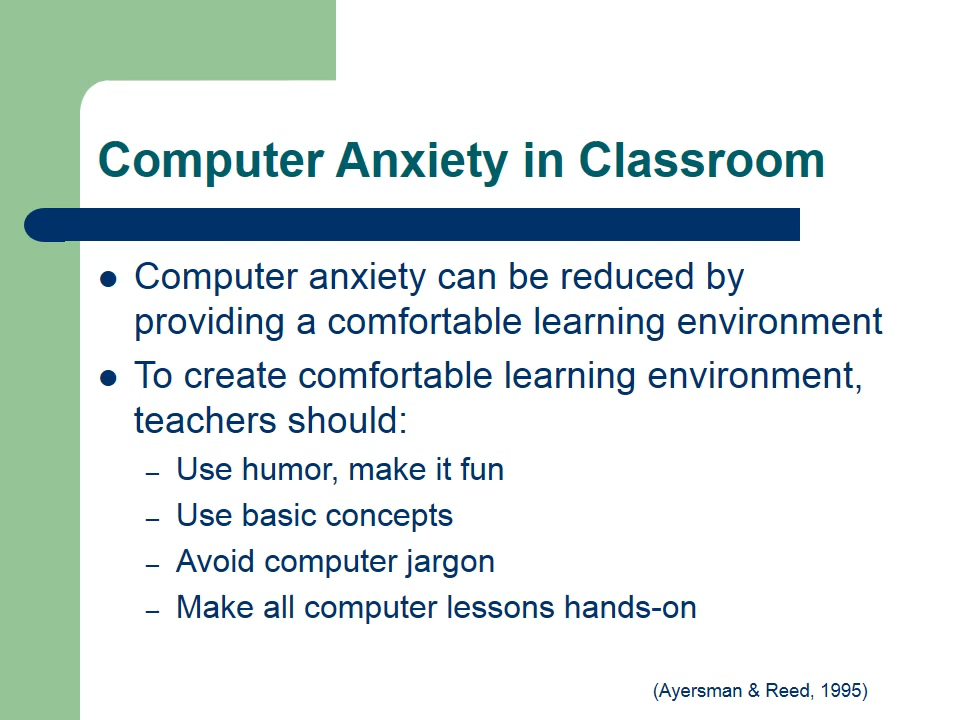 Computer Anxiety in Classroom
● Computer anxiety can be reduced by
providing a comfortable learning environment
● To create comfortable learning environment,
teachers should:
– Use humor, make it fun
– Use basic concepts
– Avoid computer jargon
– Make all computer lessons hands-on
(Ayersman & Reed, 1995)